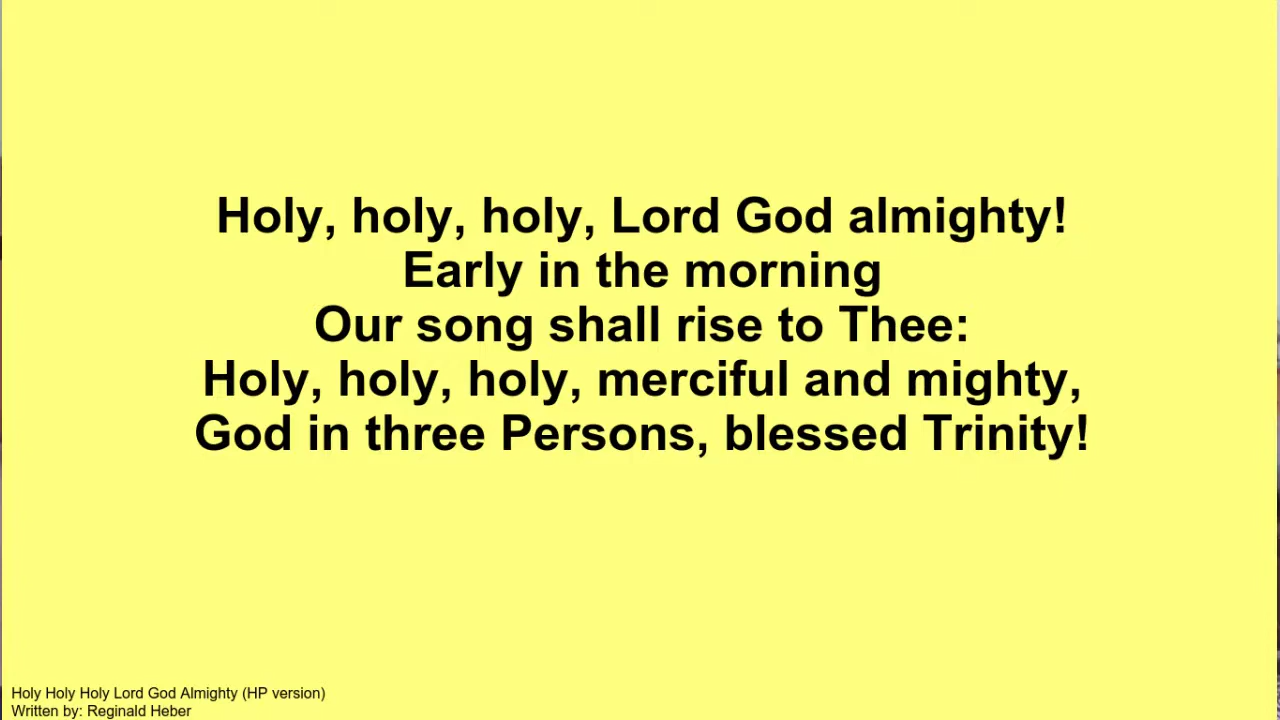 Holy, holy, holy, Lord God almighty!
Early in the morning
Our song shall rise to Thee:
Holy, holy, holy, merciful and mighty,
God in three Persons, blessed Trinity!
Holy Holy Holy Lord God Almighty (HP version)
Written by: Reginald Heber